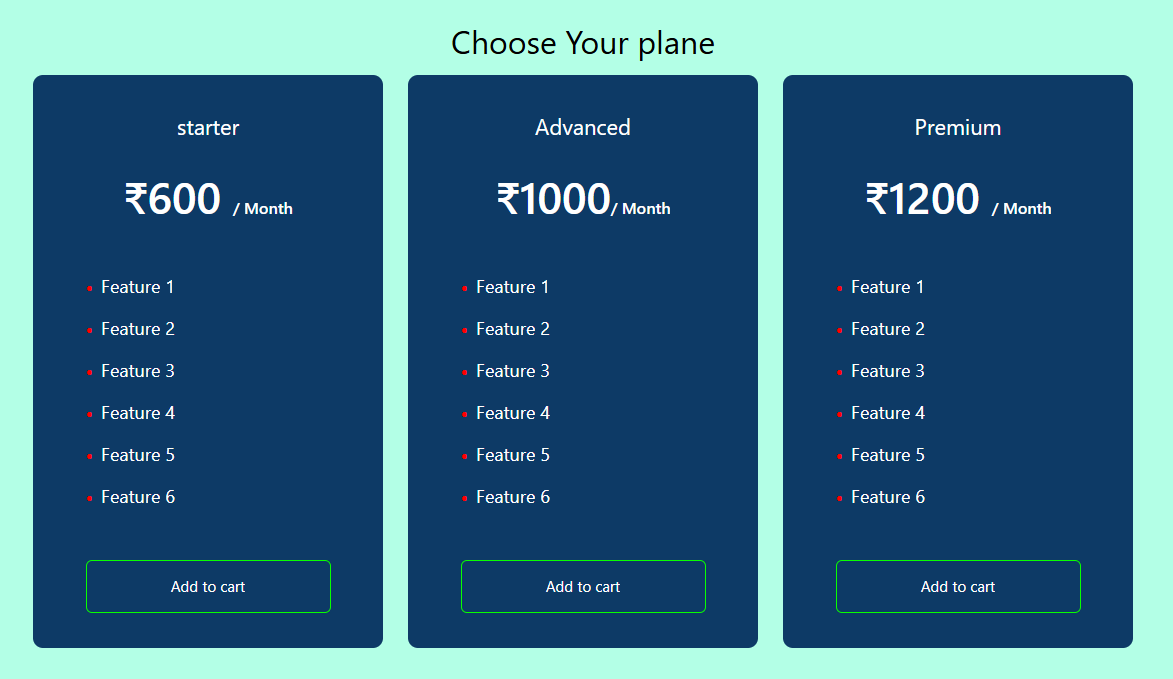 Choose Your plane
starter
₹600 / Month
Feature 1
Feature 2
Feature 3
Feature 4
Feature 5
Feature 6
Add to cart
Advanced
₹1000/ Month
Feature 1
Feature 2
Feature 3
Feature 4
Feature 5
Feature 6
Add to cart
Premium
₹1200 / Month
Feature 1
Feature 2
Feature 3
Feature 4
Feature 5
Feature 6
Add to cart